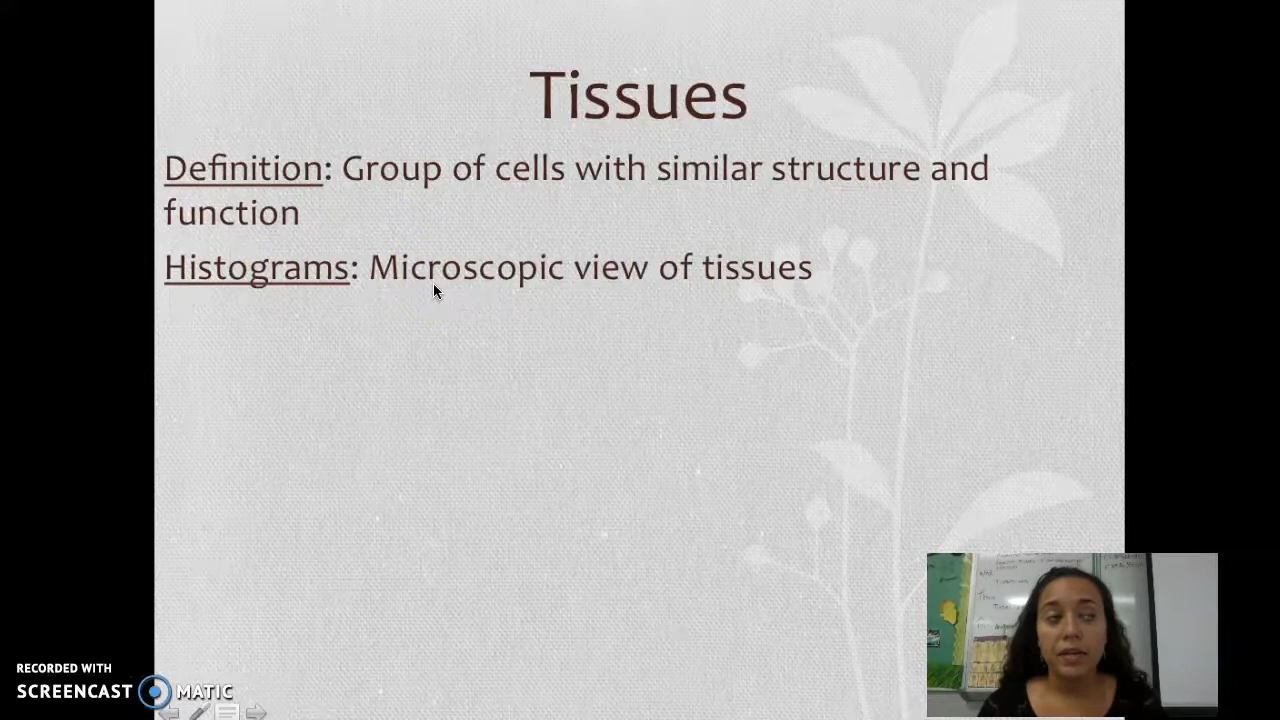 Tissues
Definition: Group of cells with similar structure and
function
Histograms: Microscopic view of tissues
RECORDED WITH
SCREENCAST MATIC